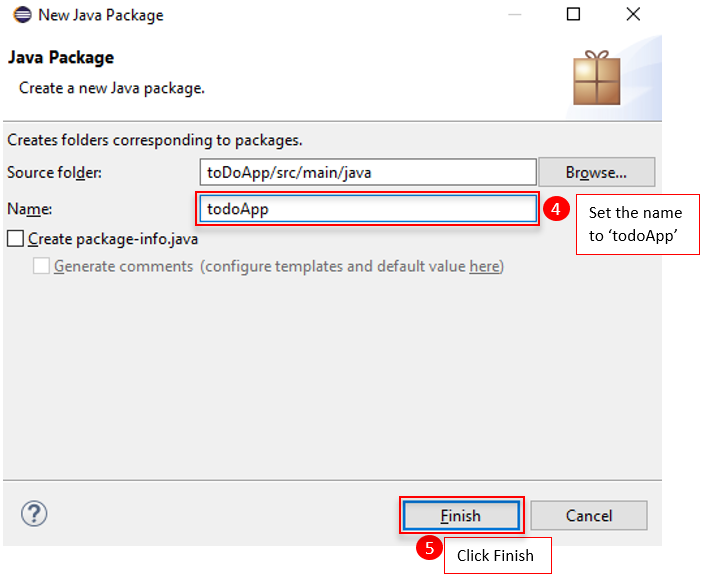 New Java Package
Java Package
Create a new Java package.
Creates folders corresponding to packages.
Source folder:
toDoApp/src/main/java
Browse...
Name:
todoApp
4
Set the name
to ‘todoApp’
Create package-info.java
Generate comments (configure templates and default value here)
?
Finish
Cancel
5
Click Finish